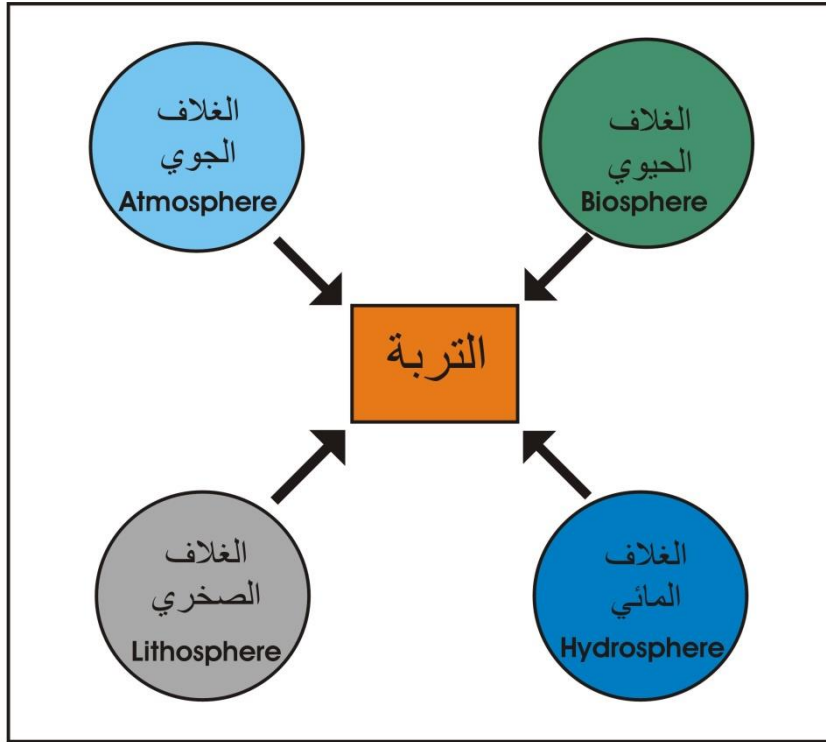 الغلاف
الجوي
Atmosphere
الغلاف
الحيوي
Biosphere
التربة
الغلاف
الصخري
Lithosphere
الغلاف
المائي
Hydrosphere